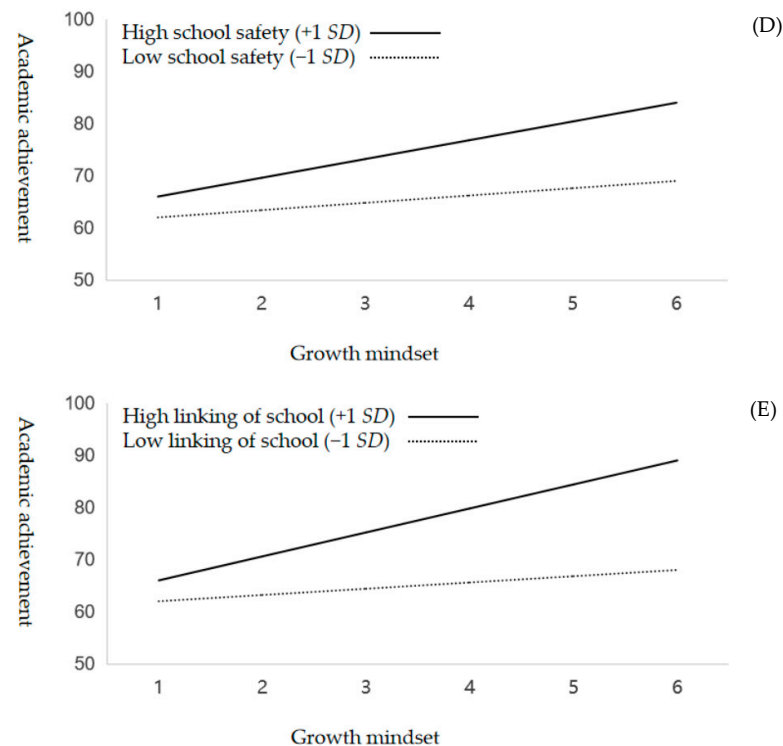 (D)
100
High school safety (+1 SD)
Low school safety (−1 SD)
90
80
70
60
50
Academic achievement
1 2 3 4 5 6
Growth mindset
(E)
100
High linking of school (+1 SD)
Low linking of school (−1 SD)
90
80
70
60
50
Academic achievement
1 2 3 4 5 6
Growth mindset